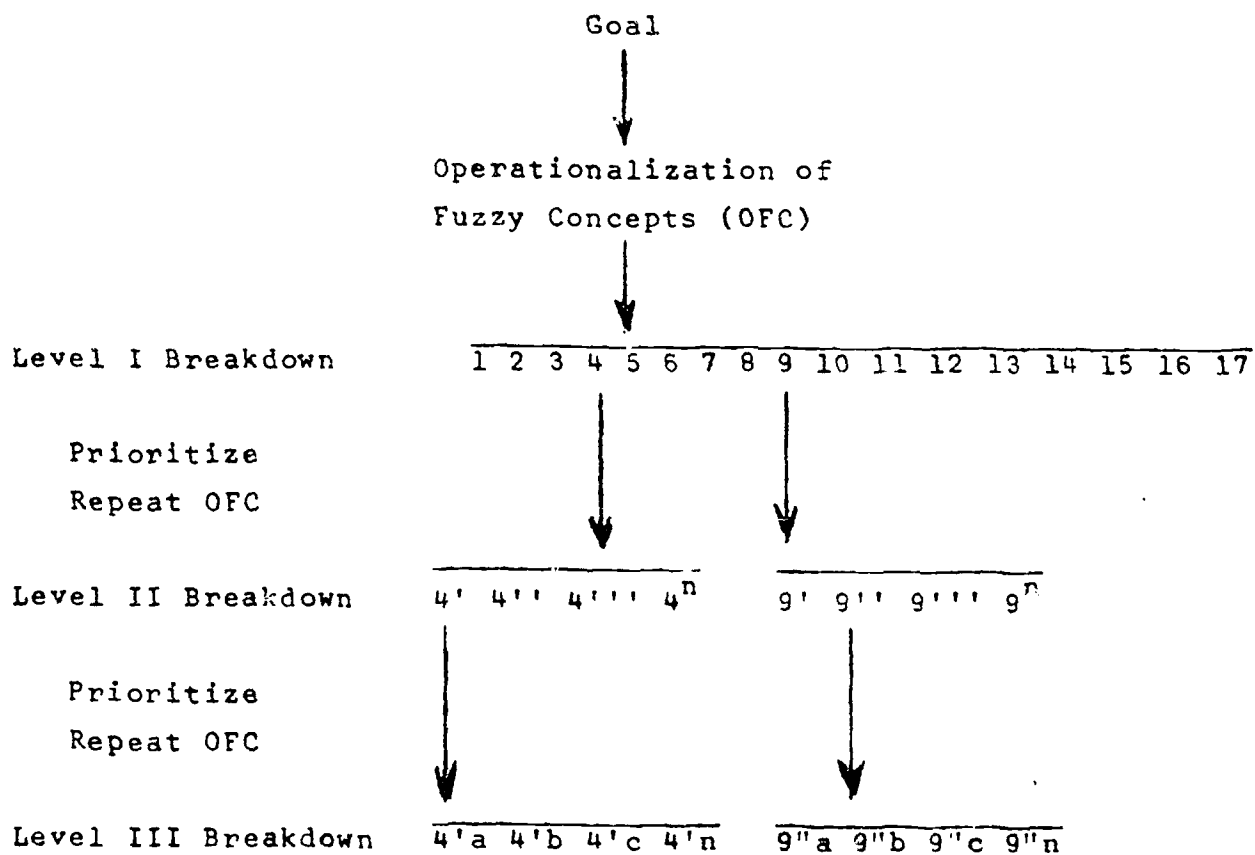 Goal
Operationalization of
Fuzzy Concepts (OFC)
Level I Breakdown 1 2 3 4 5 6 7 8 9 10 11 12 13 14 15 16 17
Prioritize
Repeat OFC
Level II Breakdown 4' 4'' 4''' 4ⁿ 9' 9'' 9''' 9ⁿ
Prioritize
Repeat OFC
Level III Breakdown 4'a 4'b 4'c 4'n 9"a 9"b 9"c 9"n